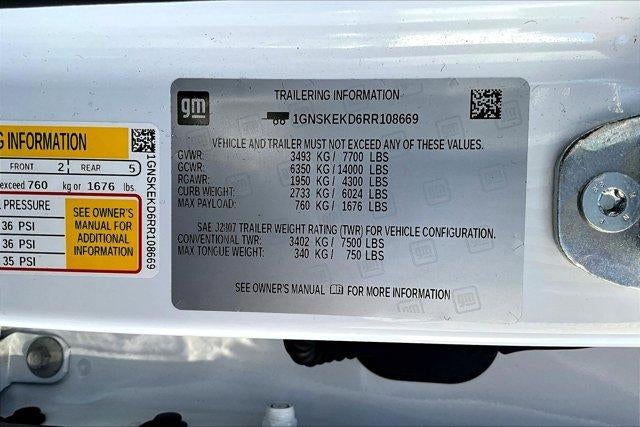 NG INFORMATION
FRONT 2 REAR 5
exceed 760 kg or 1676 lbs.
PRESSURE
36 PSI
36 PSI
35 PSI
SEE OWNER'S
MANUAL FOR
ADDITIONAL
INFORMATION
1GNSKEKD6RR108669
gm
TRAILERING INFORMATION
1GNSKEKD6RR108669
VEHICLE AND TRAILER MUST NOT EXCEED ANY OF THESE VALUES.
GVWR: 3493 KG / 7700 LBS
GCWR: 6350 KG / 14000 LBS
RGAWR: 1950 KG / 4300 LBS
CURB WEIGHT: 2733 KG / 6024 LBS
MAX PAYLOAD: 760 KG / 1676 LBS
SAE J2807 TRAILER WEIGHT RATING (TWR) FOR VEHICLE CONFIGURATION.
CONVENTIONAL TWR: 3402 KG / 7500 LBS
MAX TONGUE WEIGHT: 340 KG / 750 LBS
SEE OWNER'S MANUAL FOR MORE INFORMATION